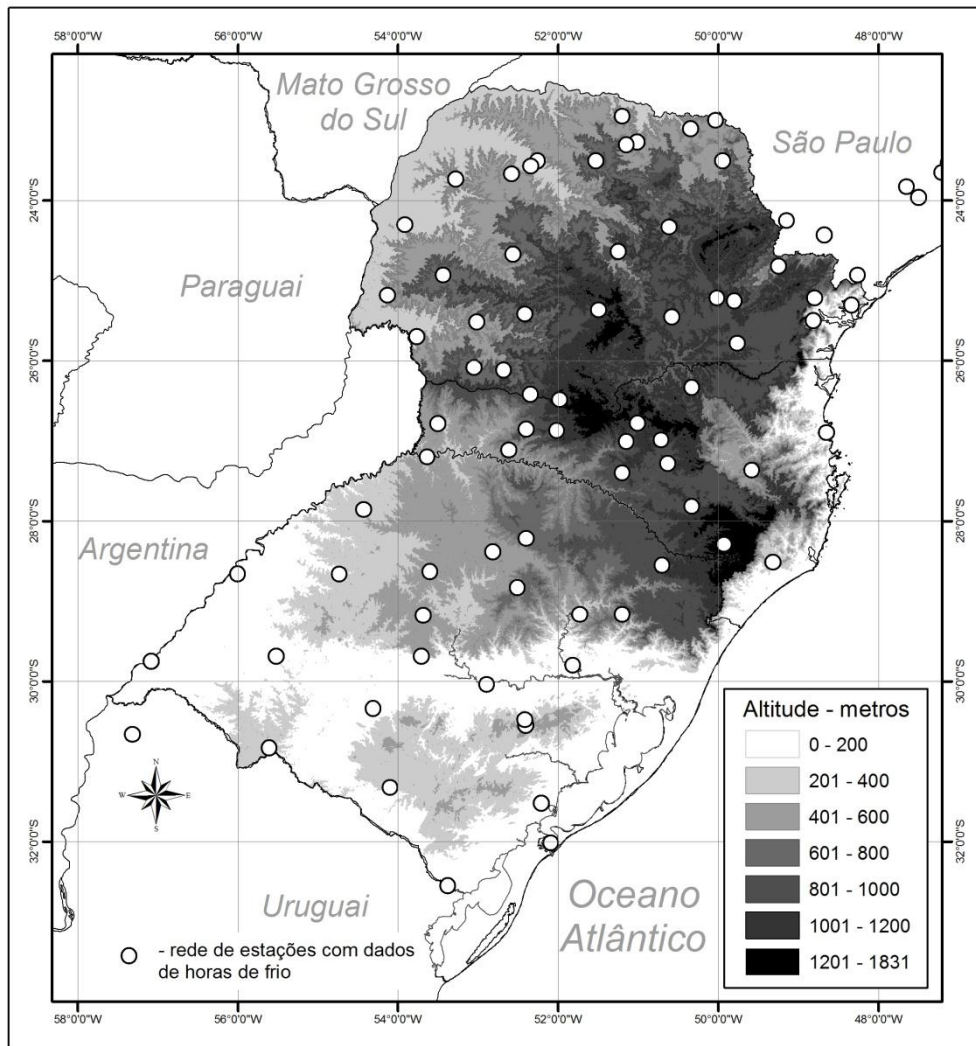 58°0'0"W 56°0'0"W 54°0'0"W 52°0'0"W 50°0'0"W 48°0'0"W
Mato Grosso
do Sul
São Paulo
24°0'0"S
24°0'0"S
Paraguai
26°0'0"S
26°0'0"S
28°0'0"S
28°0'0"S
Argentina
30°0'0"S
30°0'0"S
Altitude - metros
0 - 200
201 - 400
401 - 600
601 - 800
801 - 1000
1001 - 1200
1201 - 1831
N
W E
S
32°0'0"S
32°0'0"S
Uruguai
Oceano
Atlântico
- rede de estações com dados
de horas de frio
58°0'0"W 56°0'0"W 54°0'0"W 52°0'0"W 50°0'0"W 48°0'0"W